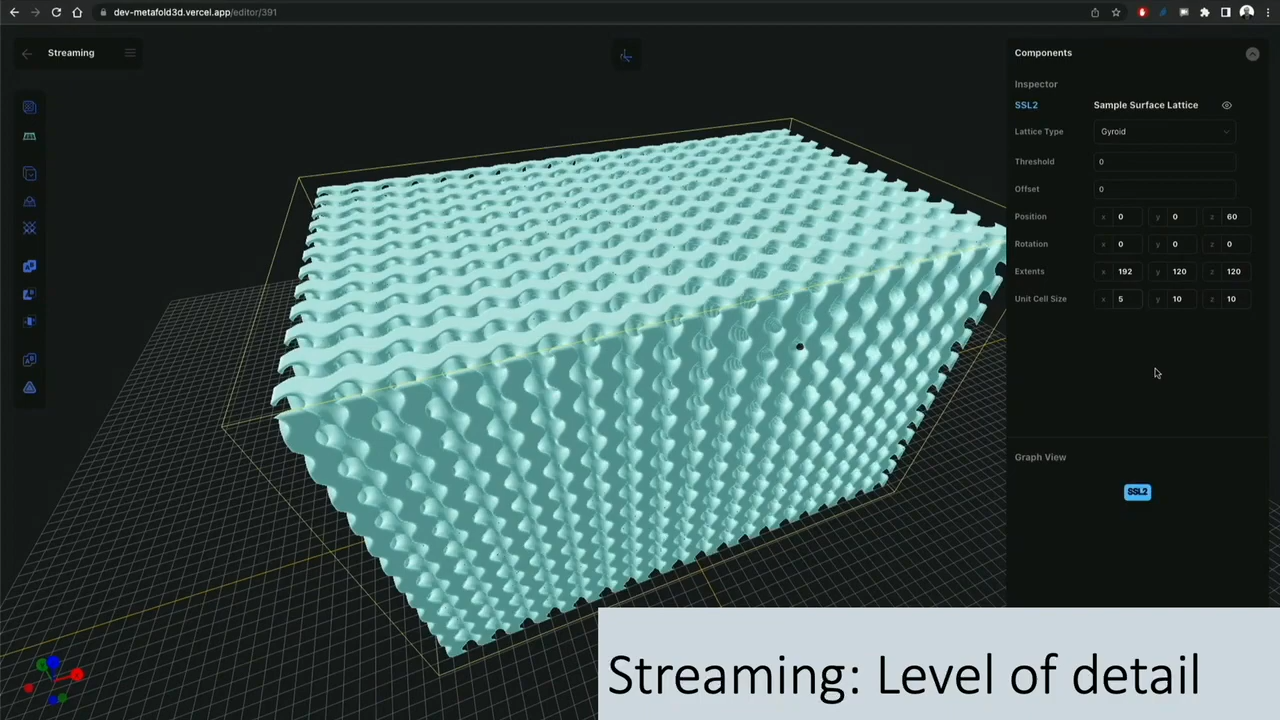 dev-metafold3d.vercel.app/editor/391
Streaming
Components
Inspector
SSL2 Sample Surface Lattice
Lattice Type Gyroid
Threshold 0
Offset 0
Position x 0 y 0 z 60
Rotation x 0 y 0 z 0
Extents x 192 y 120 z 120
Unit Cell Size x 5 y 10 z 10
Graph View
SSL2
Streaming: Level of detail